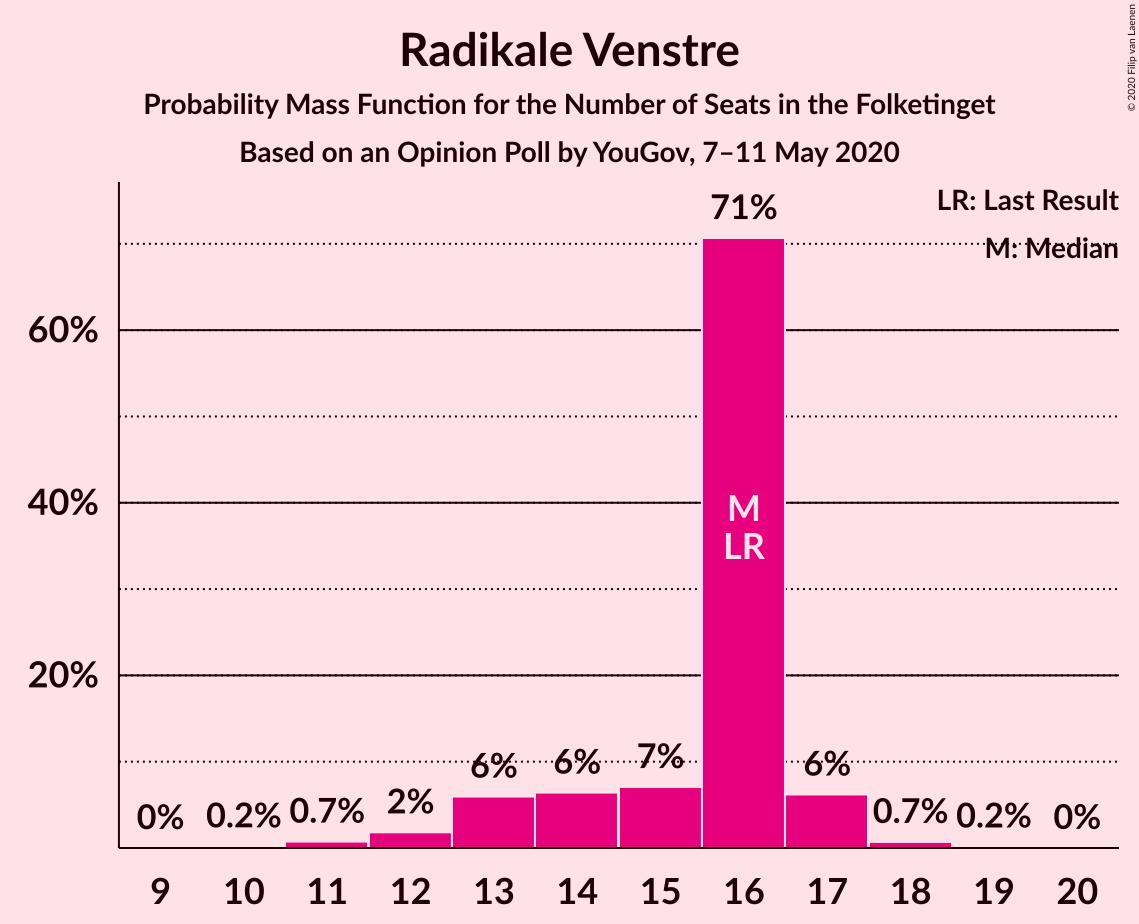 Radikale Venstre
Probability Mass Function for the Number of Seats in the Folketinget
Based on an Opinion Poll by YouGov, 7–11 May 2020
© 2020 Filip van Laenen
LR: Last Result
M: Median
71%
60%
40%
20%
M
LR
0%
0.2%
0.7%
2%
6%
6%
7%
6%
0.7%
0.2%
0%
9 10 11 12 13 14 15 16 17 18 19 20